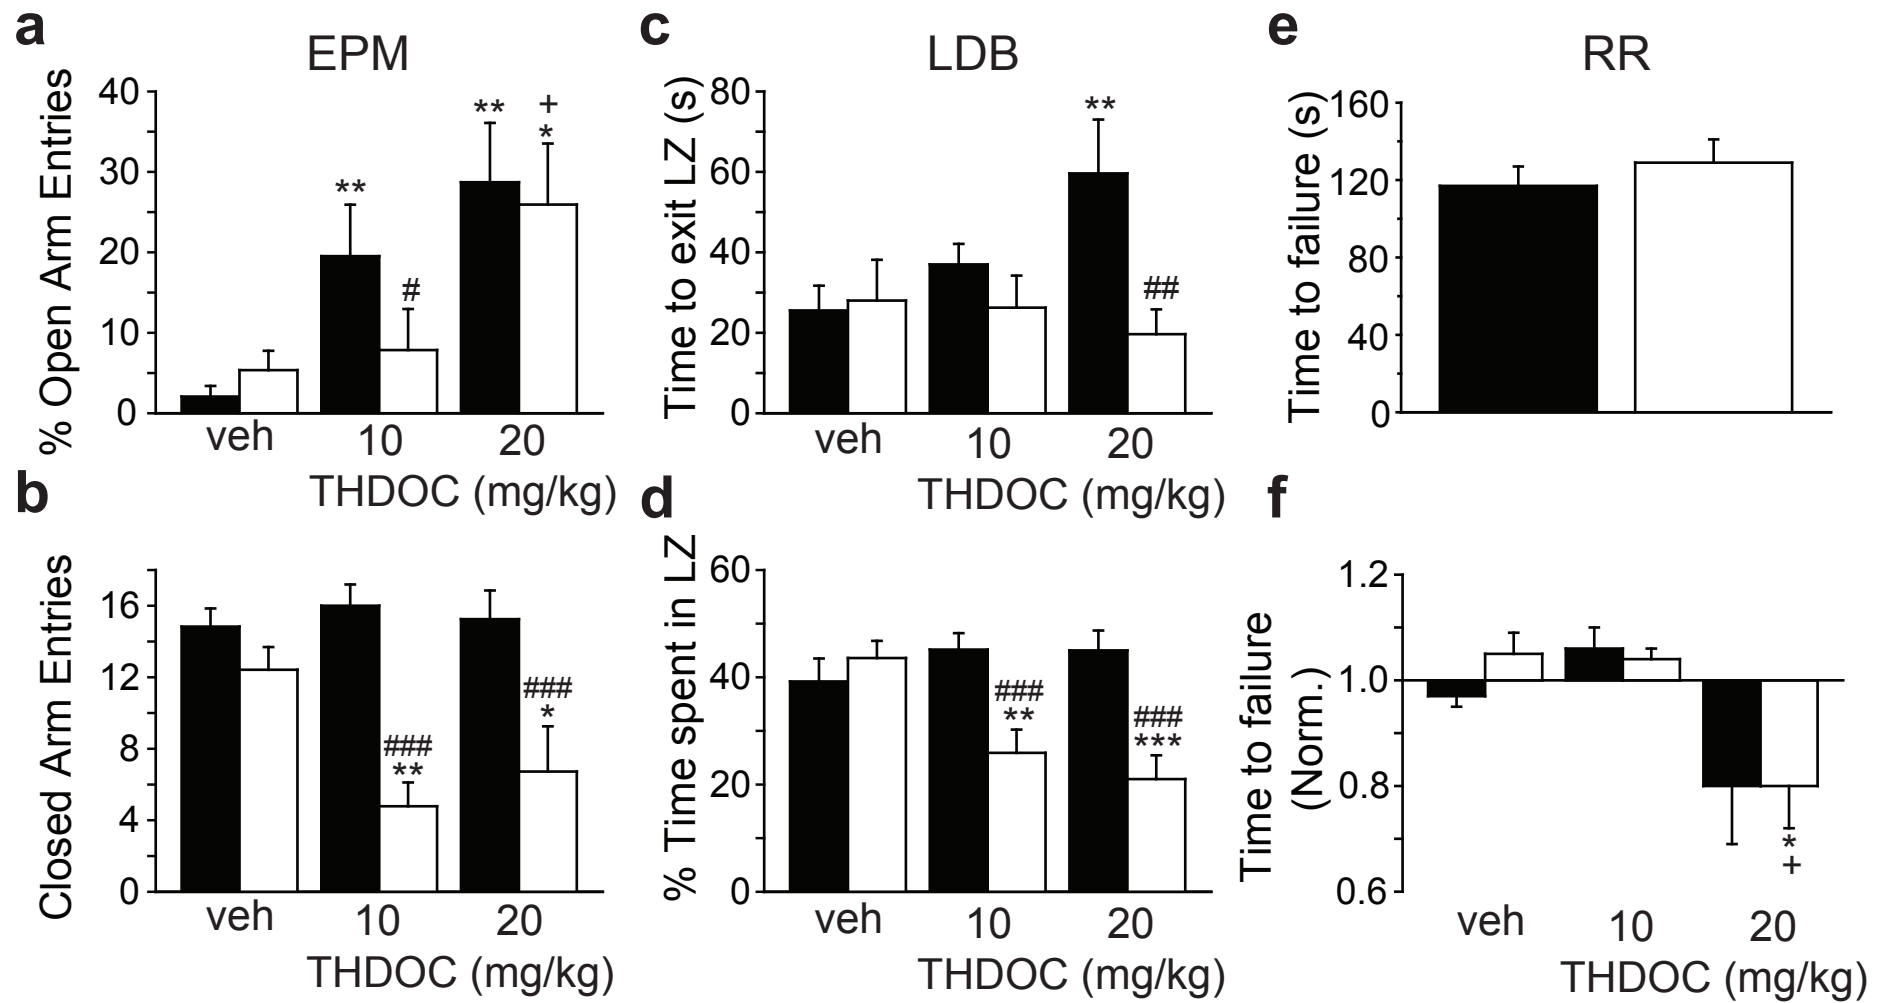 a
EPM
% Open Arm Entries
40
30
20
10
0
**
#
**
+
*
veh
10
20
THDOC (mg/kg)
b
Closed Arm Entries
16
12
8
4
0
###
**
###
*
veh
10
20
THDOC (mg/kg)
c
LDB
Time to exit LZ (s)
80
60
40
20
0
**
##
veh
10
20
THDOC (mg/kg)
d
% Time spent in LZ
60
40
20
0
###
**
###
***
veh
10
20
THDOC (mg/kg)
e
RR
Time to failure (s)
160
120
80
40
0
f
Time to failure
(Norm.)
1.2
1.0
0.8
0.6
*
+
veh
10
20
THDOC (mg/kg)